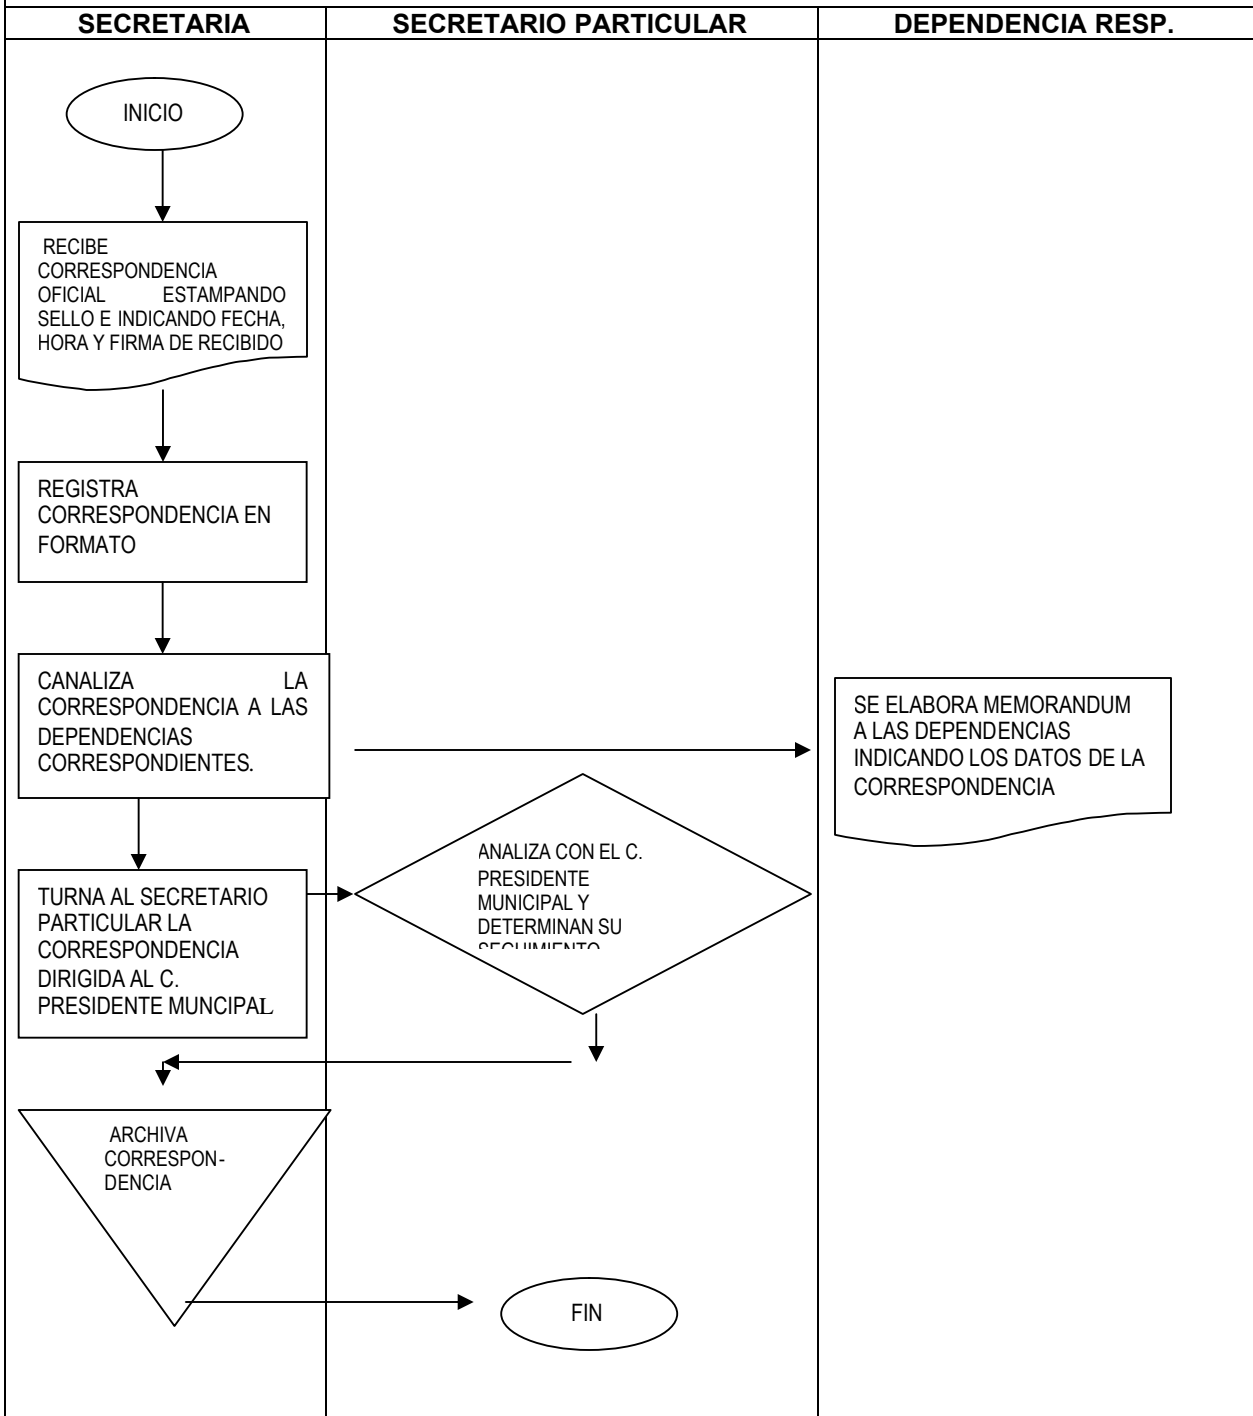 SECRETARIA
SECRETARIO PARTICULAR
DEPENDENCIA RESP.
INICIO
RECIBE
CORRESPONDENCIA
OFICIAL ESTAMPANDO
SELLO E INDICANDO FECHA,
HORA Y FIRMA DE RECIBIDO
REGISTRA
CORRESPONDENCIA EN
FORMATO
CANALIZA LA
CORRESPONDENCIA A LAS
DEPENDENCIAS
CORRESPONDIENTES.
SE ELABORA MEMORANDUM
A LAS DEPENDENCIAS
INDICANDO LOS DATOS DE LA
CORRESPONDENCIA
TURNA AL SECRETARIO
PARTICULAR LA
CORRESPONDENCIA
DIRIGIDA AL C.
PRESIDENTE MUNCIPAL
ANALIZA CON EL C.
PRESIDENTE
MUNICIPAL Y
DETERMINAN SU
SEGUIMIENTO
ARCHIVA
CORRESPON-
DENCIA
FIN